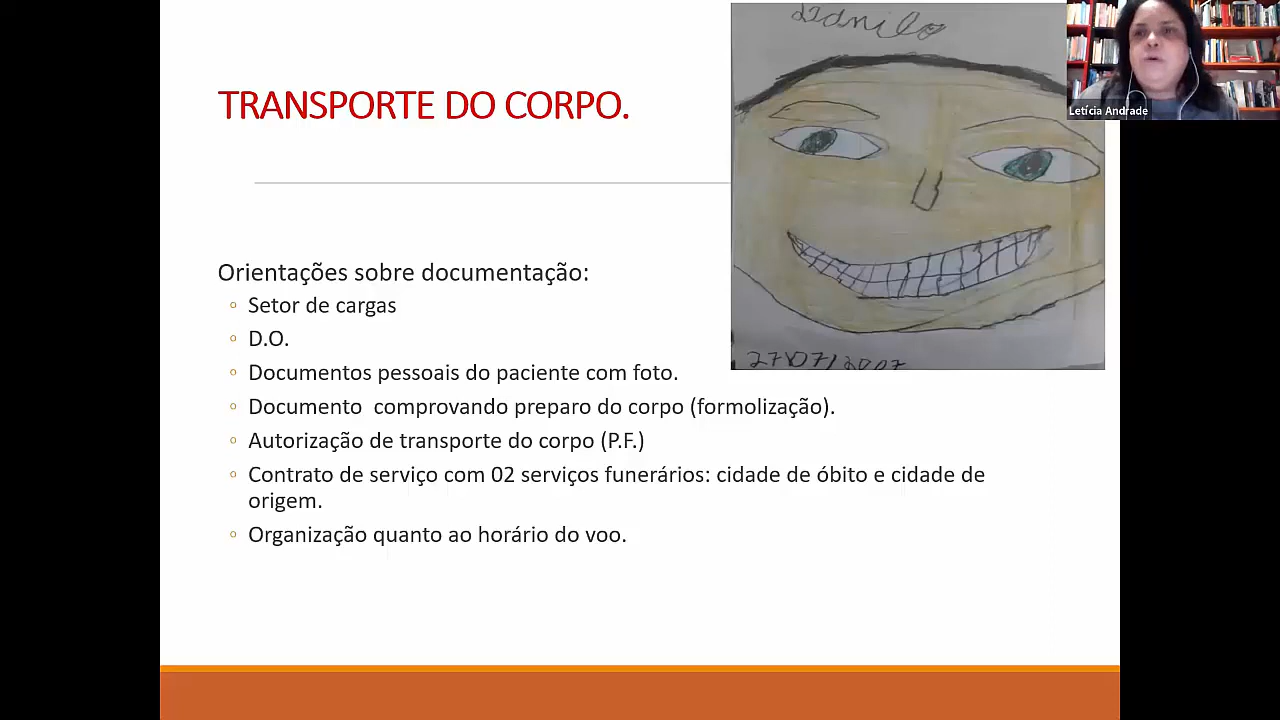 Danilo
Letícia Andrade
TRANSPORTE DO CORPO.
Orientações sobre documentação:
Setor de cargas
D.O.
Documentos pessoais do paciente com foto.
Documento comprovando preparo do corpo (formolização).
Autorização de transporte do corpo (P.F.)
Contrato de serviço com 02 serviços funerários: cidade de óbito e cidade de
origem.
Organização quanto ao horário do voo.